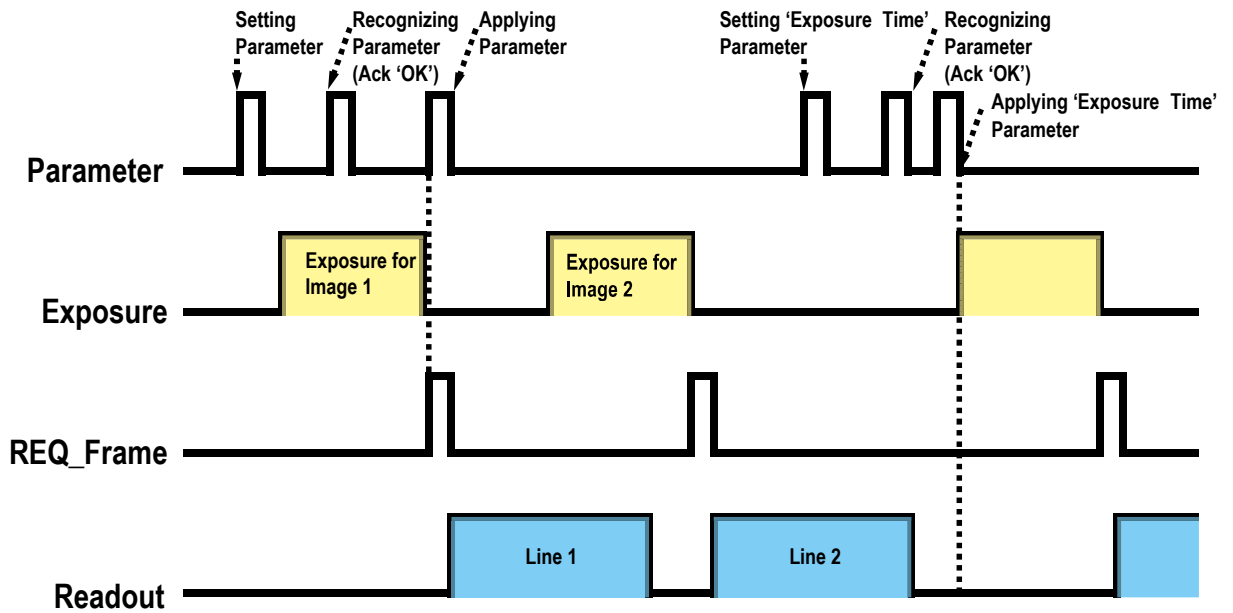 Setting
Parameter
Recognizing
Parameter
(Ack ‘OK’)
Applying
Parameter
Setting ‘Exposure Time’
Parameter
Recognizing
Parameter
(Ack ‘OK’)
Applying ‘Exposure Time’
Parameter
Parameter
Exposure for
Image 1
Exposure for
Image 2
Exposure
REQ_Frame
Line 1
Line 2
Readout